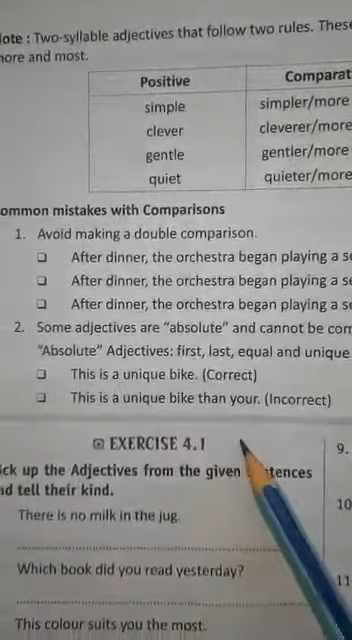 ote : Two-syllable adjectives that follow two rules. These
more and most.
Positive Comparat
simple simpler/more
clever cleverer/more
gentle gentler/more
quiet quieter/more
ommon mistakes with Comparisons
1. Avoid making a double comparison.
❑ After dinner, the orchestra began playing a se
❑ After dinner, the orchestra began playing a se
❑ After dinner, the orchestra began playing a se
2. Some adjectives are “absolute” and cannot be com
“Absolute” Adjectives: first, last, equal and unique
❑ This is a unique bike. (Correct)
❑ This is a unique bike than your. (Incorrect)
EXERCISE 4.1
ick up the Adjectives from the given tences
nd tell their kind.
There is no milk in the jug.
Which book did you read yesterday?
This colour suits you the most.
9.
10
11